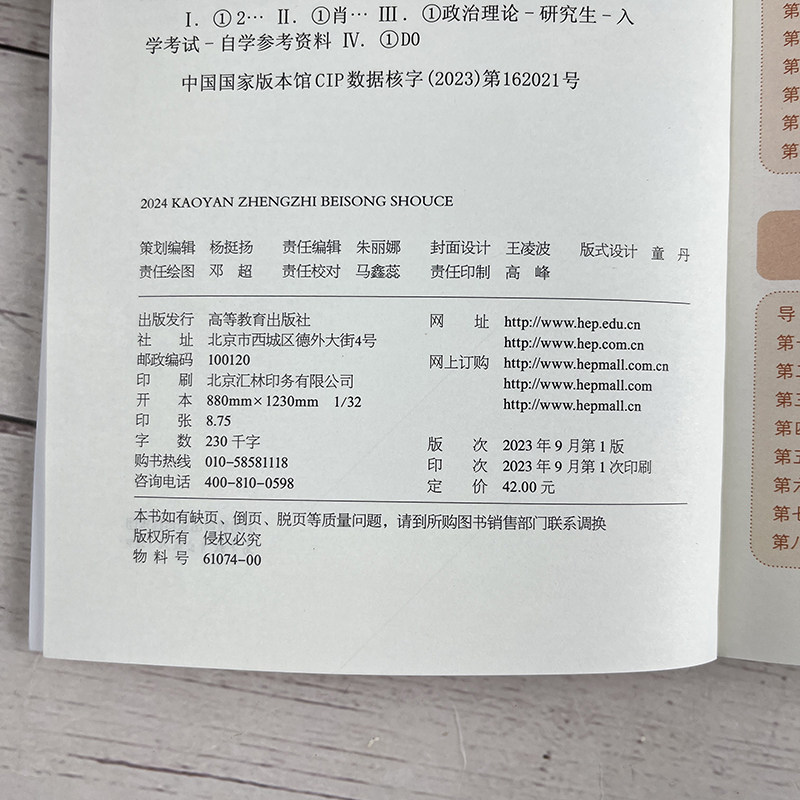 Ⅰ. ①2… Ⅱ. ①肖… Ⅲ. ①政治理论-研究生-入
学考试-自学参考资料 Ⅳ. ①D0
中国国家版本馆CIP数据核字(2023)第162021号
2024 KAOYAN ZHENGZHI BEISONG SHOUCE
策划编辑 杨挺扬 责任编辑 朱丽娜 封面设计 王凌波 版式设计 童 丹
责任绘图 邓 超 责任校对 马鑫蕊 责任印制 高 峰
出版发行 高等教育出版社
社 址 北京市西城区德外大街4号
邮政编码 100120
印 刷 北京汇林印务有限公司
开 本 880mm×1230mm 1/32
印 张 8.75
字 数 230千字
购书热线 010-58581118
咨询电话 400-810-0598
网 址 http://www.hep.edu.cn
http://www.hep.com.cn
网上订购 http://www.hepmall.com.cn
http://www.hepmall.com
http://www.hepmall.cn
版 次 2023年9月第1版
印 次 2023年9月第1次印刷
定 价 42.00元
本书如有缺页、倒页、脱页等质量问题，请到所购图书销售部门联系调换
版权所有 侵权必究
物 料 号 61074-00
第
第
第
第
第
第
导
第一
第二
第三
第四
第五
第六
第七
第八